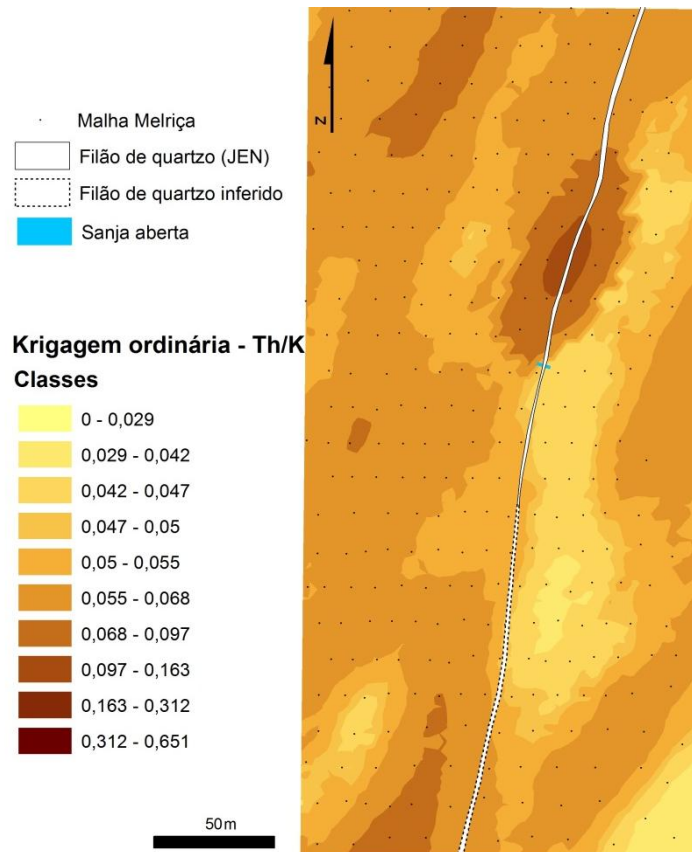 N
Malha Melriça
Filão de quartzo (JEN)
Filão de quartzo inferido
Sanja aberta
Krigagem ordinária - Th/K
Classes
0 - 0,029
0,029 - 0,042
0,042 - 0,047
0,047 - 0,05
0,05 - 0,055
0,055 - 0,068
0,068 - 0,097
0,097 - 0,163
0,163 - 0,312
0,312 - 0,651
50m